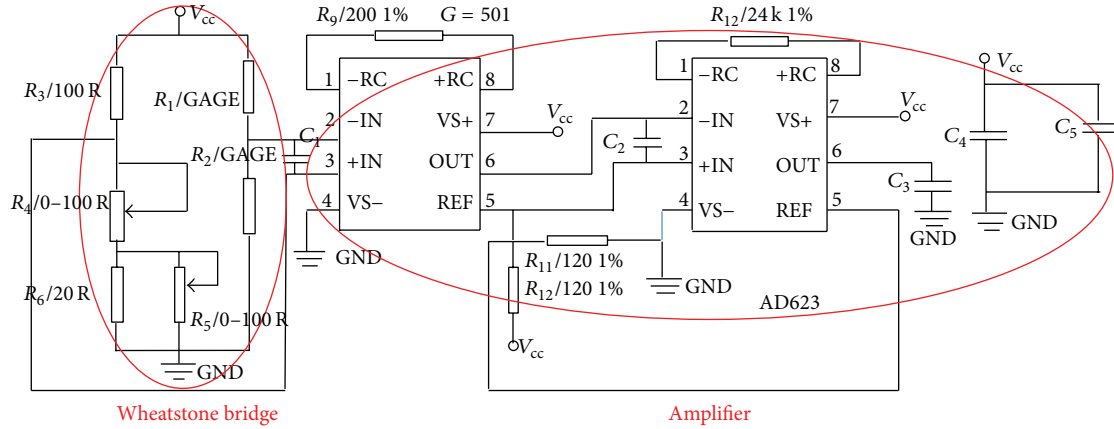 Vcc
R3/100 R
R1/GAGE
R2/GAGE
R4/0–100 R
R6/20 R
R5/0–100 R
GND
Wheatstone bridge
R9/200 1%
G = 501
1
−RC
+RC
8
2
−IN
VS+
7
Vcc
C1
3
+IN
OUT
6
4
VS−
REF
5
GND
C2
R11/120 1%
R12/120 1%
Vcc
R12/24 k 1%
1
−RC
+RC
8
2
−IN
VS+
7
Vcc
3
+IN
OUT
6
4
VS−
REF
5
GND
AD623
C3
GND
Vcc
C4
C5
GND
Amplifier